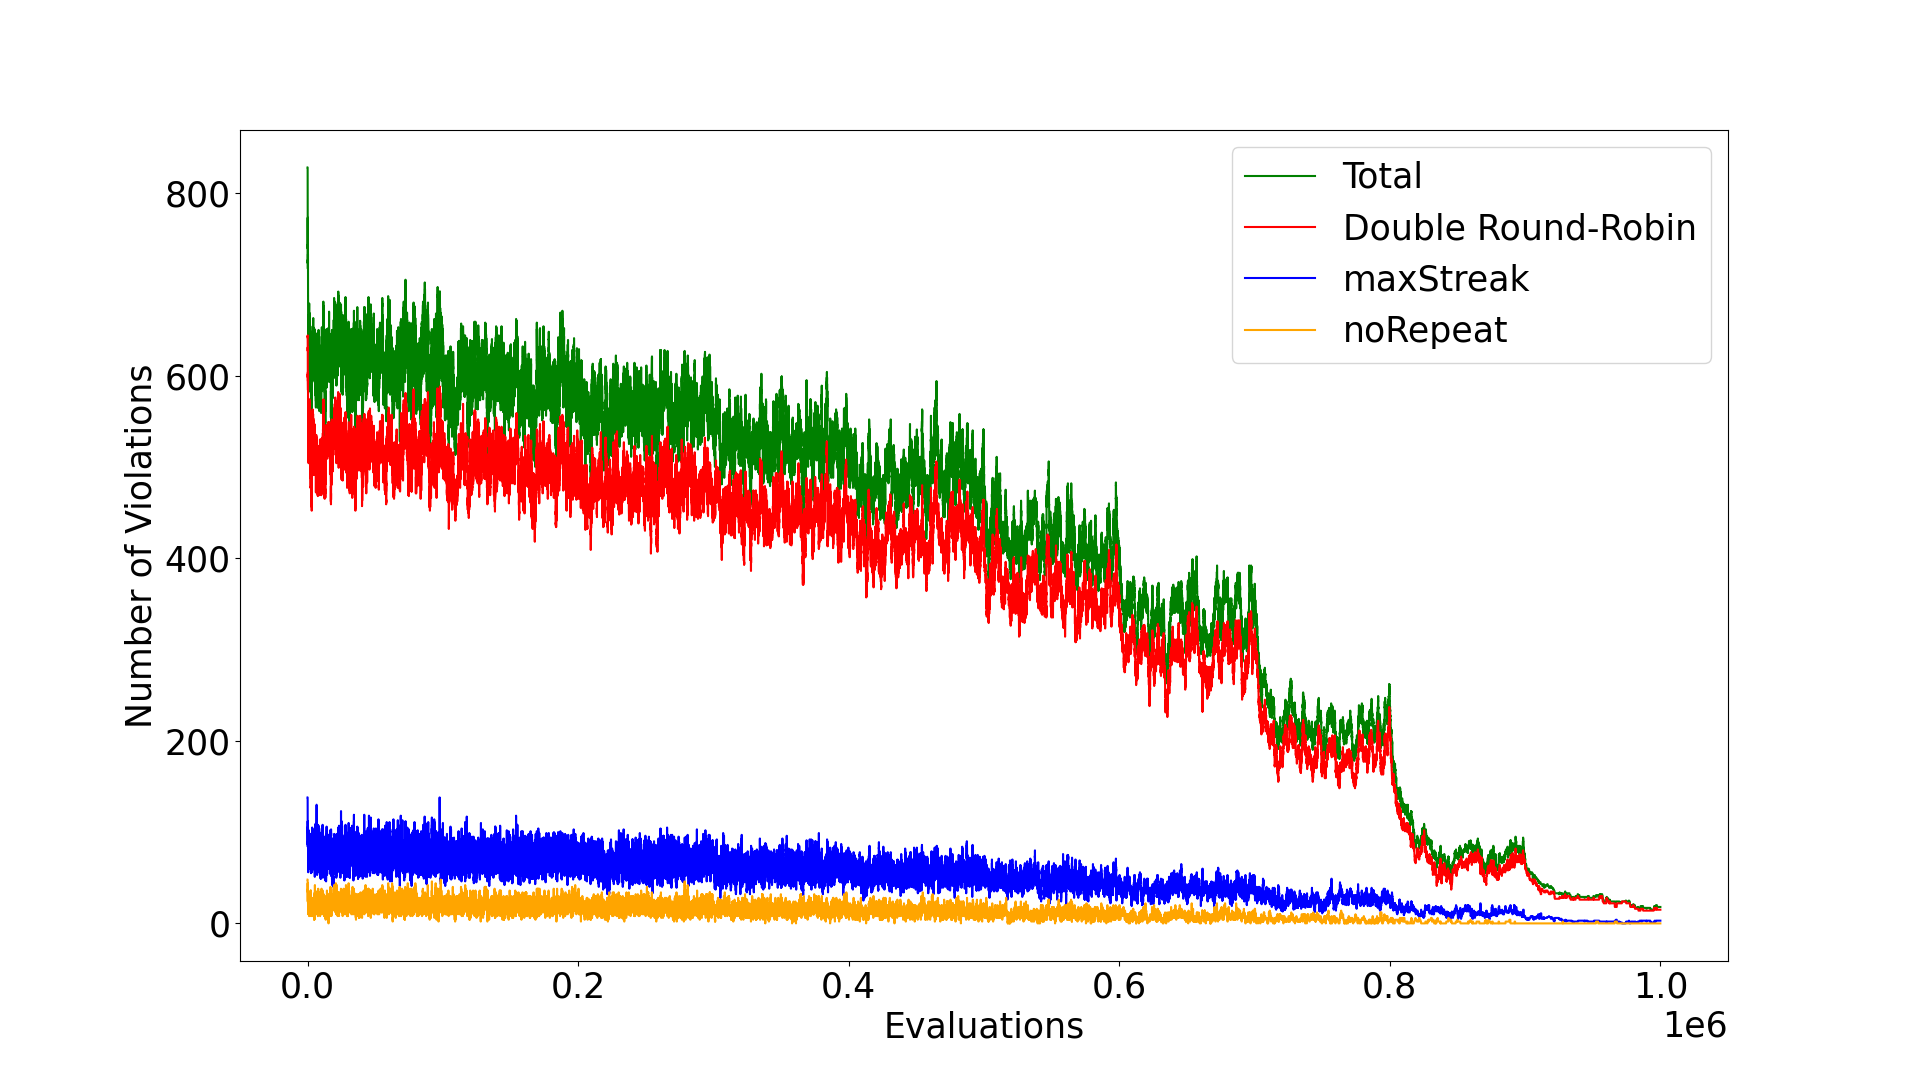 Total
Double Round-Robin
maxStreak
noRepeat
Number of Violations
800
600
400
200
0
0.0 0.2 0.4 0.6 0.8 1.0
Evaluations
1e6